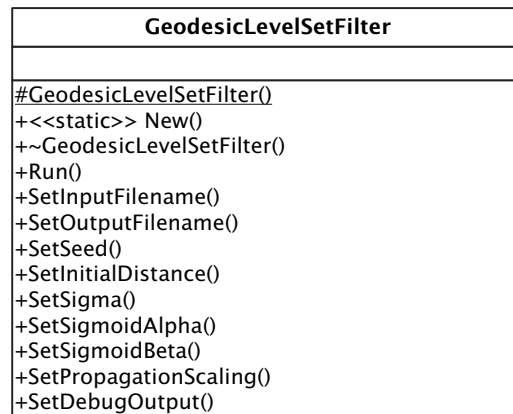 GeodesicLevelSetFilter
#GeodesicLevelSetFilter()
+<<static>> New()
+~GeodesicLevelSetFilter()
+Run()
+SetInputFilename()
+SetOutputFilename()
+SetSeed()
+SetInitialDistance()
+SetSigma()
+SetSigmoidAlpha()
+SetSigmoidBeta()
+SetPropagationScaling()
+SetDebugOutput()